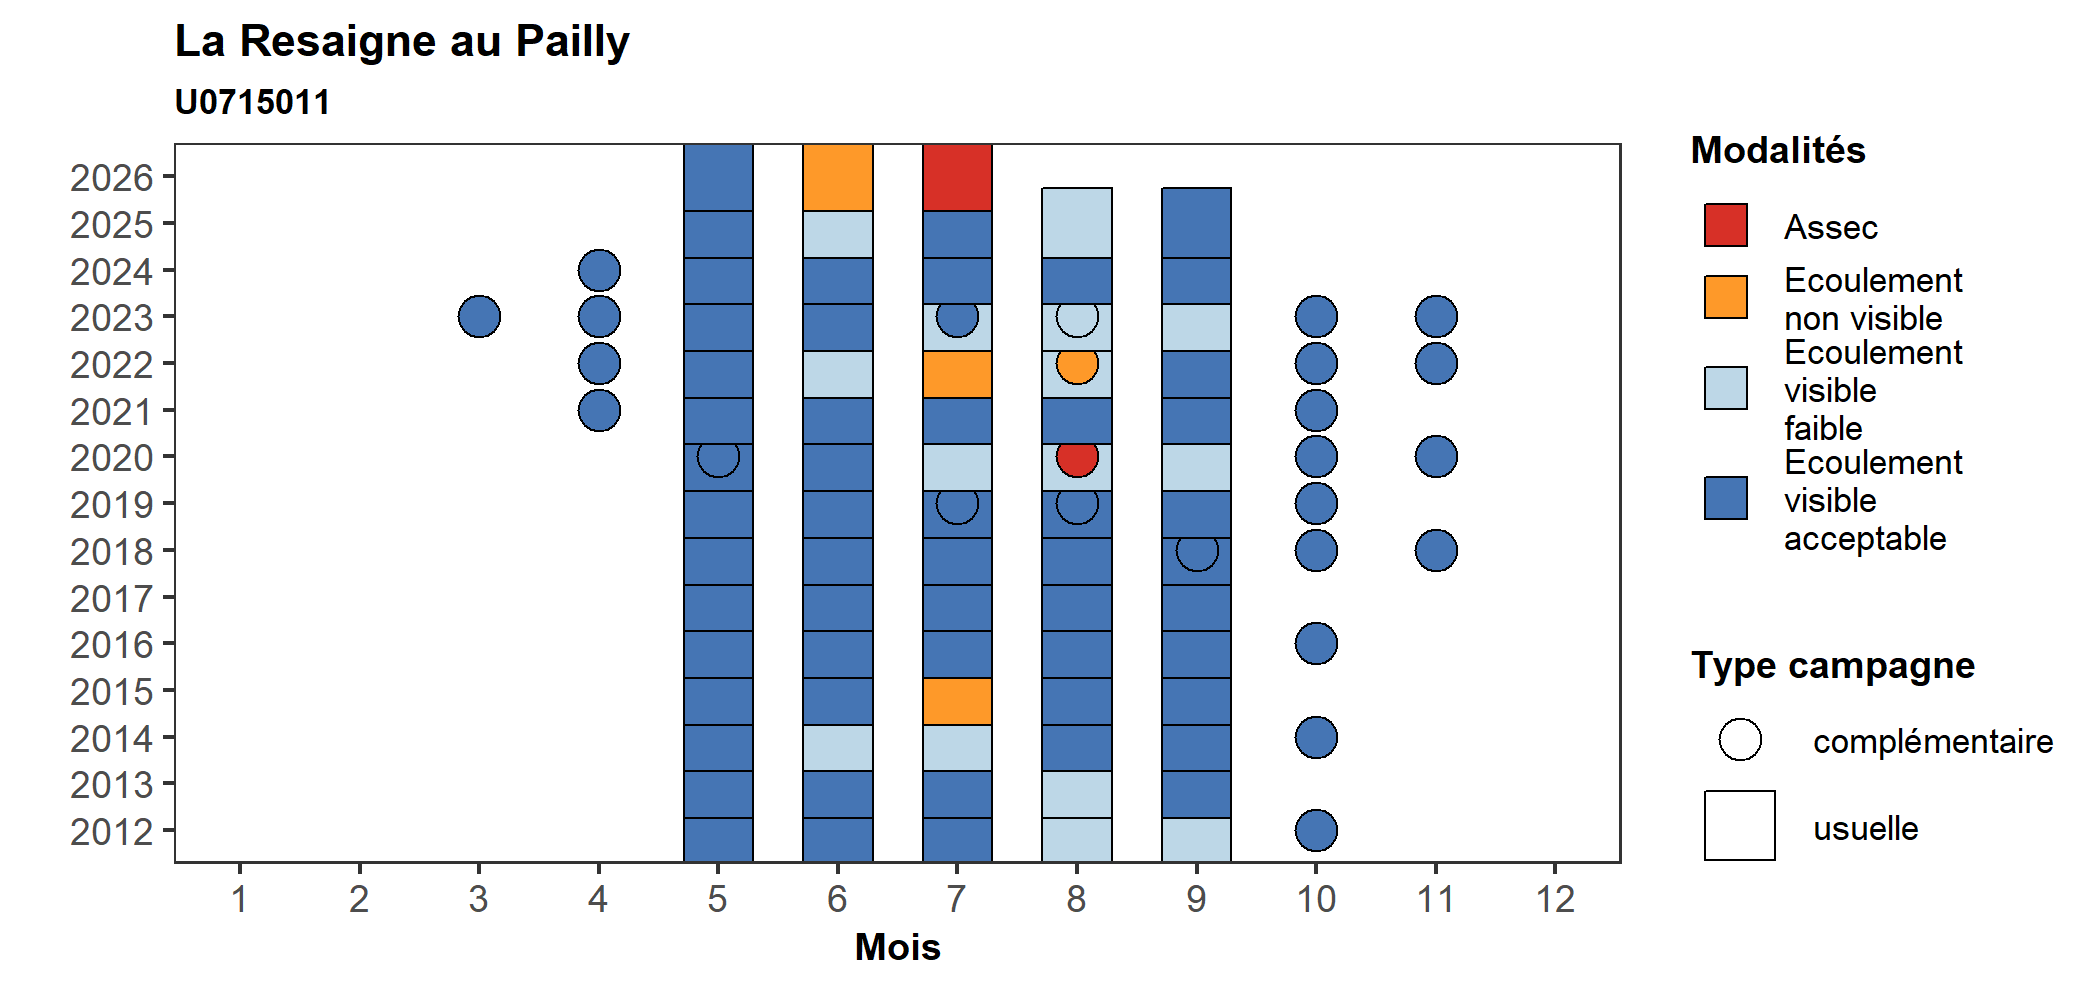 La Resaigne au Pailly
U0715011
2026
2025
2024
2023
2022
2021
2020
2019
2018
2017
2016
2015
2014
2013
2012
1 2 3 4 5 6 7 8 9 10 11 12
Mois
Modalités
Assec
Ecoulement
non visible
Ecoulement
visible
faible
Ecoulement
visible
acceptable
Type campagne
complémentaire
usuelle